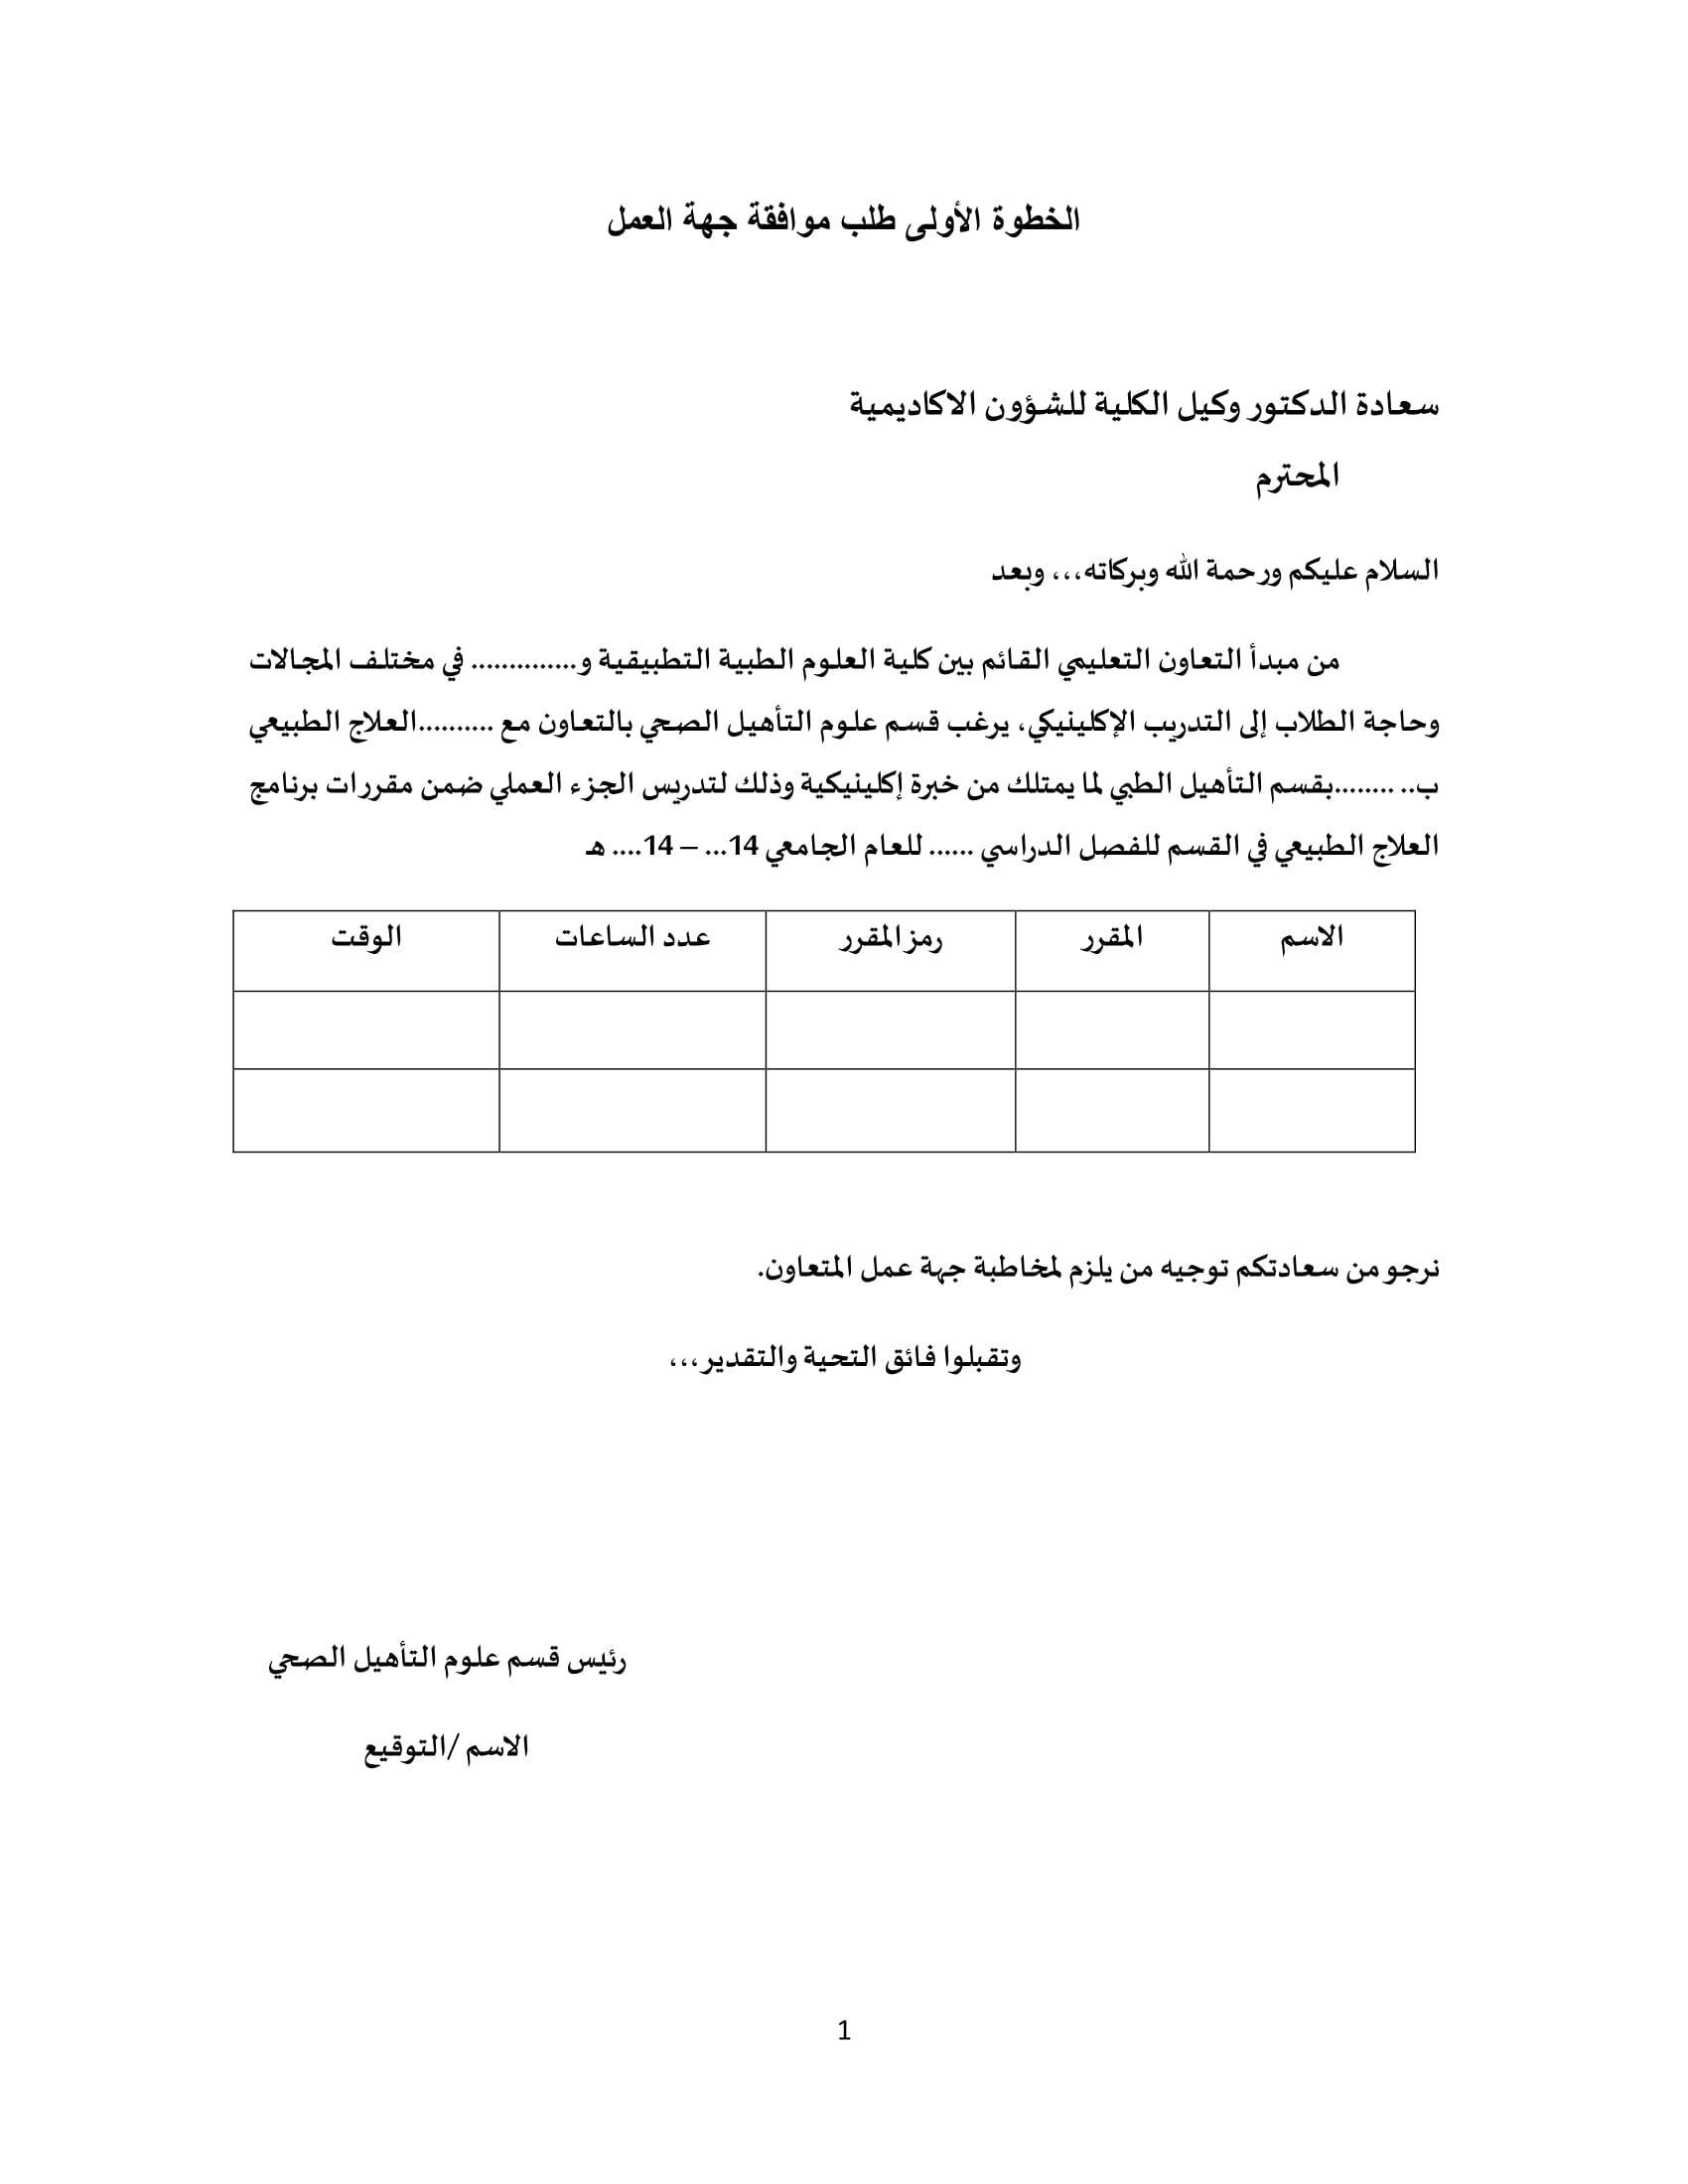 الخطوة الأولى طلب موافقة جهة العمل
سعادة الدكتور وكيل الكلية للشؤون الاكاديمية
المحترم
السلام عليكم ورحمة الله وبركاته،،، وبعد
من مبدأ التعاون التعليمي القائم بين كلية العلوم الطبية التطبيقية و.............. في مختلف المجالات
وحاجة الطلاب إلى التدريب الإكلينيكي، يرغب قسم علوم التأهيل الصحي بالتعاون مع ..........العلاج الطبيعي
ب.. ........بقسم التأهيل الطبي لما يمتلك من خبرة إكلينيكية وذلك لتدريس الجزء العملي ضمن مقررات برنامج
العلاج الطبيعي في القسم للفصل الدراسي ...... للعام الجامعي 14... – 14.... هـ
الاسم المقرر رمز المقرر عدد الساعات الوقت
نرجو من سعادتكم توجيه من يلزم لمخاطبة جهة عمل المتعاون.
وتقبلوا فائق التحية والتقدير،،،
رئيس قسم علوم التأهيل الصحي
الاسم /التوقيع
1